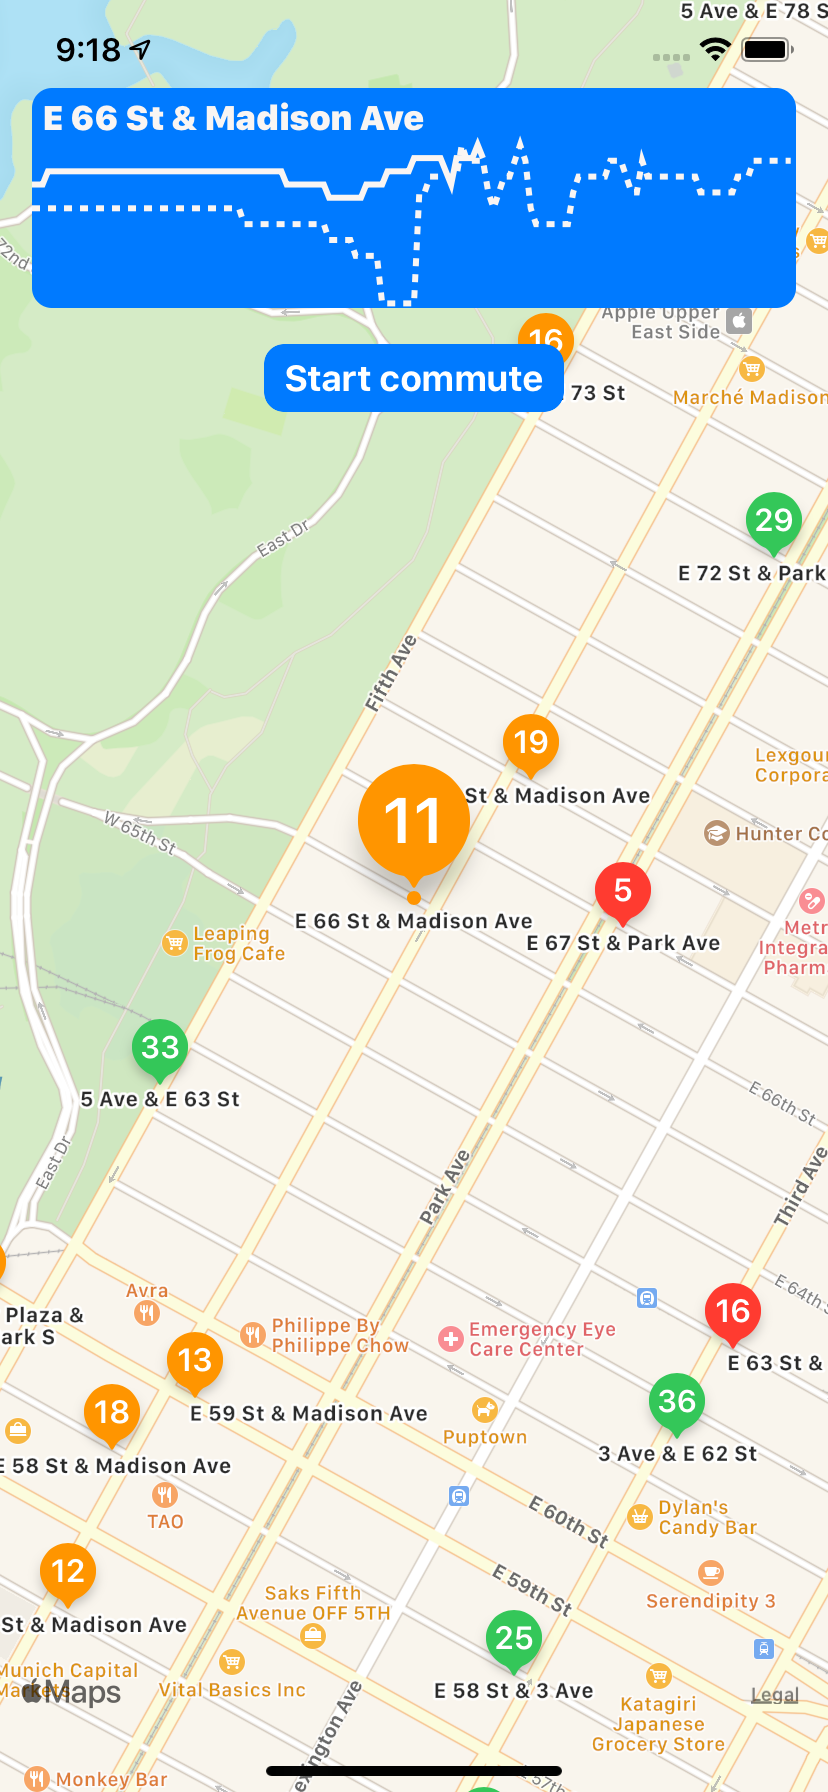 5 Ave & E 78 S
9:18
E 66 St & Madison Ave
72nd
Apple Upper
East Side
16
Start commute
73 St
Marché Madison
29
E 72 St & Park
East Dr
Fifth Ave
19
St & Madison Ave
Lexgour
Corpora
11
W 65th St
Hunter Co
5
E 66 St & Madison Ave
E 67 St & Park Ave
Leaping
Frog Cafe
Metr
Integra
Pharm
33
5 Ave & E 63 St
E 66th St
East Dr
Park Ave
Third Ave
E 64th St
Avra
Plaza &
ark S
Philippe By
Philippe Chow
Emergency Eye
Care Center
16
E 63 St &
13
E 59 St & Madison Ave
36
3 Ave & E 62 St
18
E 58 St & Madison Ave
Puptown
TAO
E 60th St
Dylan's
Candy Bar
12
St & Madison Ave
E 59th St
Saks Fifth
Avenue OFF 5TH
Serendipity 3
25
E 58 St & 3 Ave
Munich Capital
Markets
Maps
Vital Basics Inc
Legal
Katagiri
Japanese
Grocery Store
exington Ave
Monkey Bar
E 57th